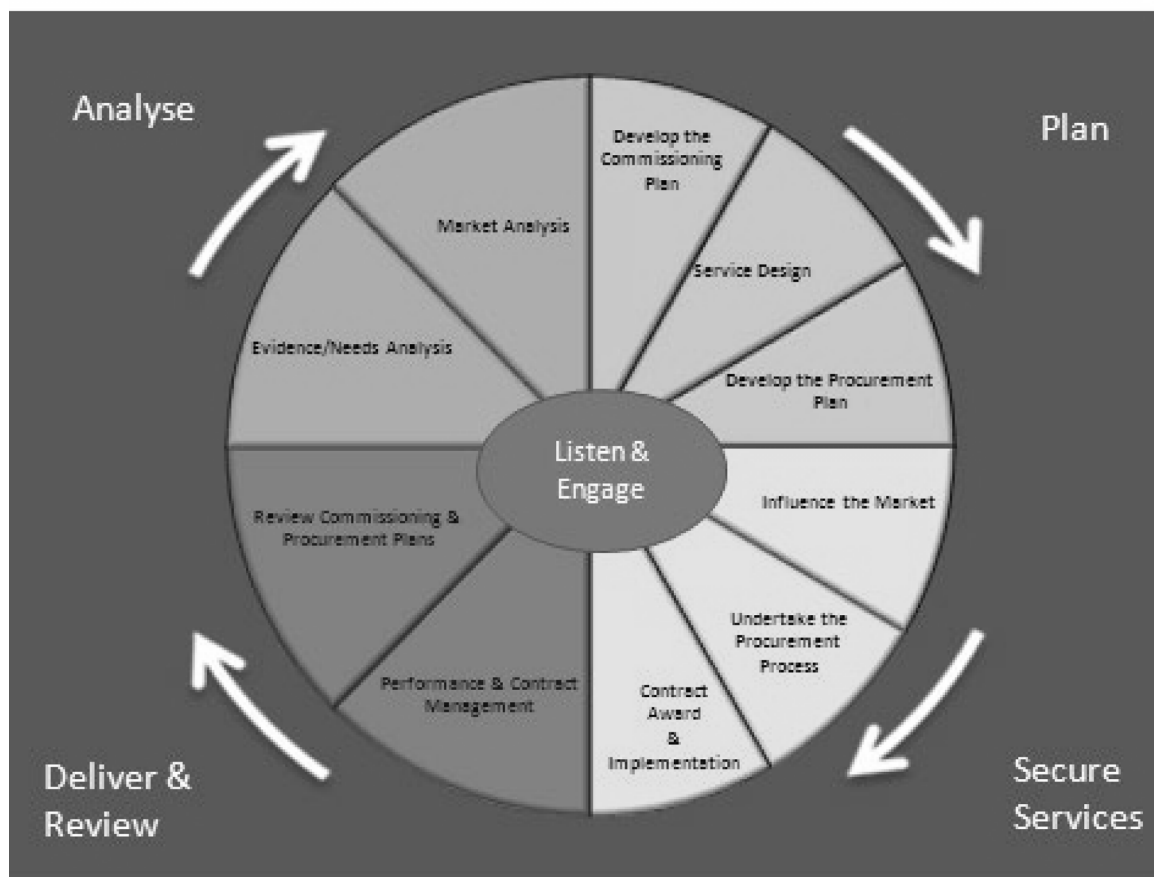 Analyse
Plan
Develop the
Commissioning
Plan
Market Analysis
Service Design
Evidence/Needs Analysis
Develop the Procurement
Plan
Listen &
Engage
Influence the Market
Review Commissioning &
Procurement Plans
Undertake the
Procurement
Process
Performance & Contract
Management
Contract
Award
&
Implementation
Deliver &
Review
Secure
Services